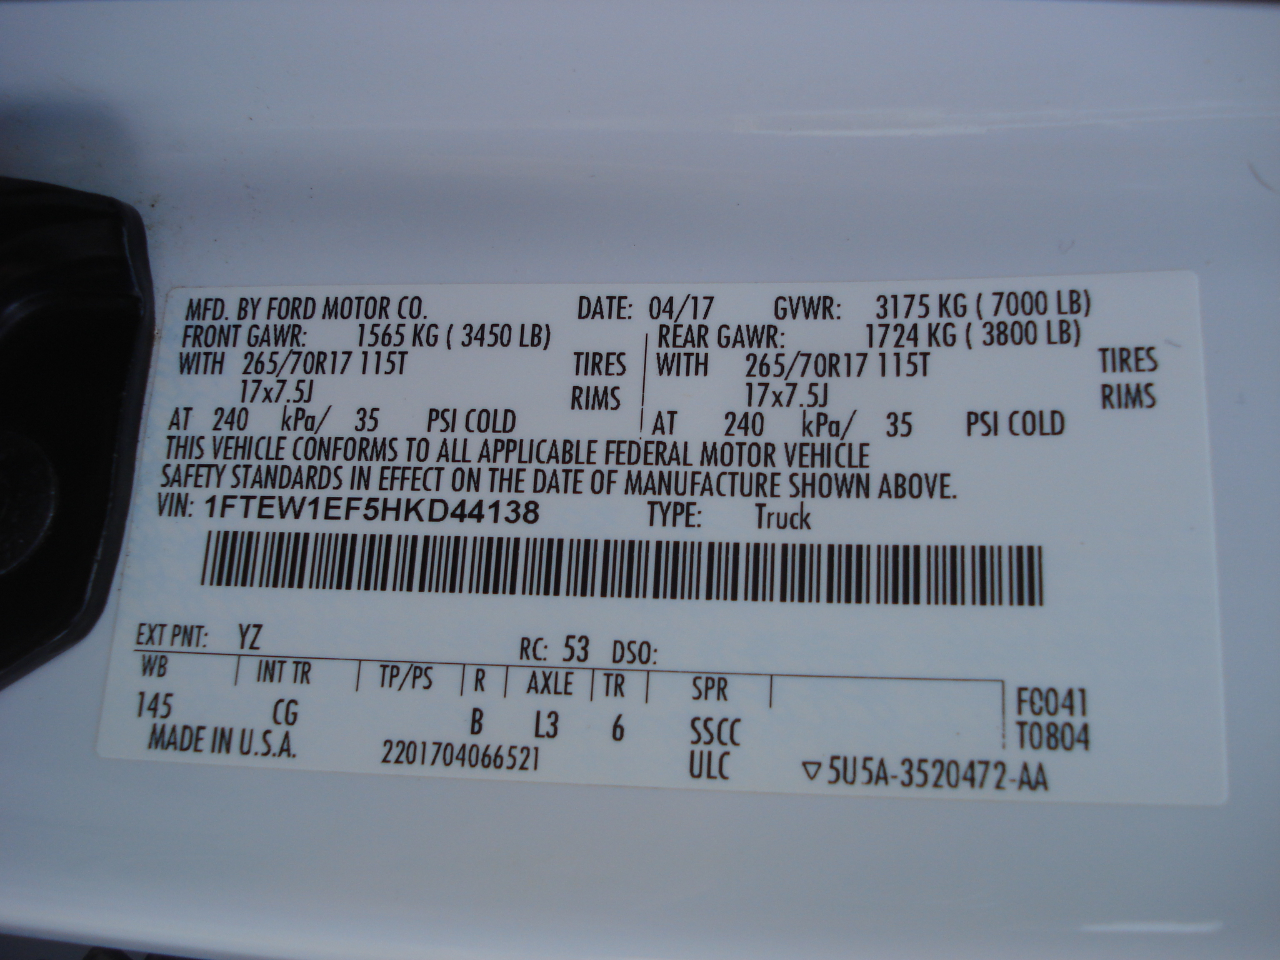 MFD. BY FORD MOTOR CO. DATE: 04/17 GVWR: 3175 KG ( 7000 LB)
FRONT GAWR: 1565 KG ( 3450 LB) REAR GAWR: 1724 KG ( 3800 LB)
WITH 265/70R17 115T TIRES WITH 265/70R17 115T TIRES
17x7.5J RIMS 17x7.5J RIMS
AT 240 kPa/ 35 PSI COLD AT 240 kPa/ 35 PSI COLD
THIS VEHICLE CONFORMS TO ALL APPLICABLE FEDERAL MOTOR VEHICLE
SAFETY STANDARDS IN EFFECT ON THE DATE OF MANUFACTURE SHOWN ABOVE.
VIN: 1FTEW1EF5HKD44138 TYPE: Truck
EXT PNT: YZ RC: 53 DSO:
WB INT TR TP/PS R AXLE TR SPR
145 CG B L3 6 SSCC
FC041
T0804
MADE IN U.S.A. 2201704066521 ULC ▽5U5A-3520472-AA